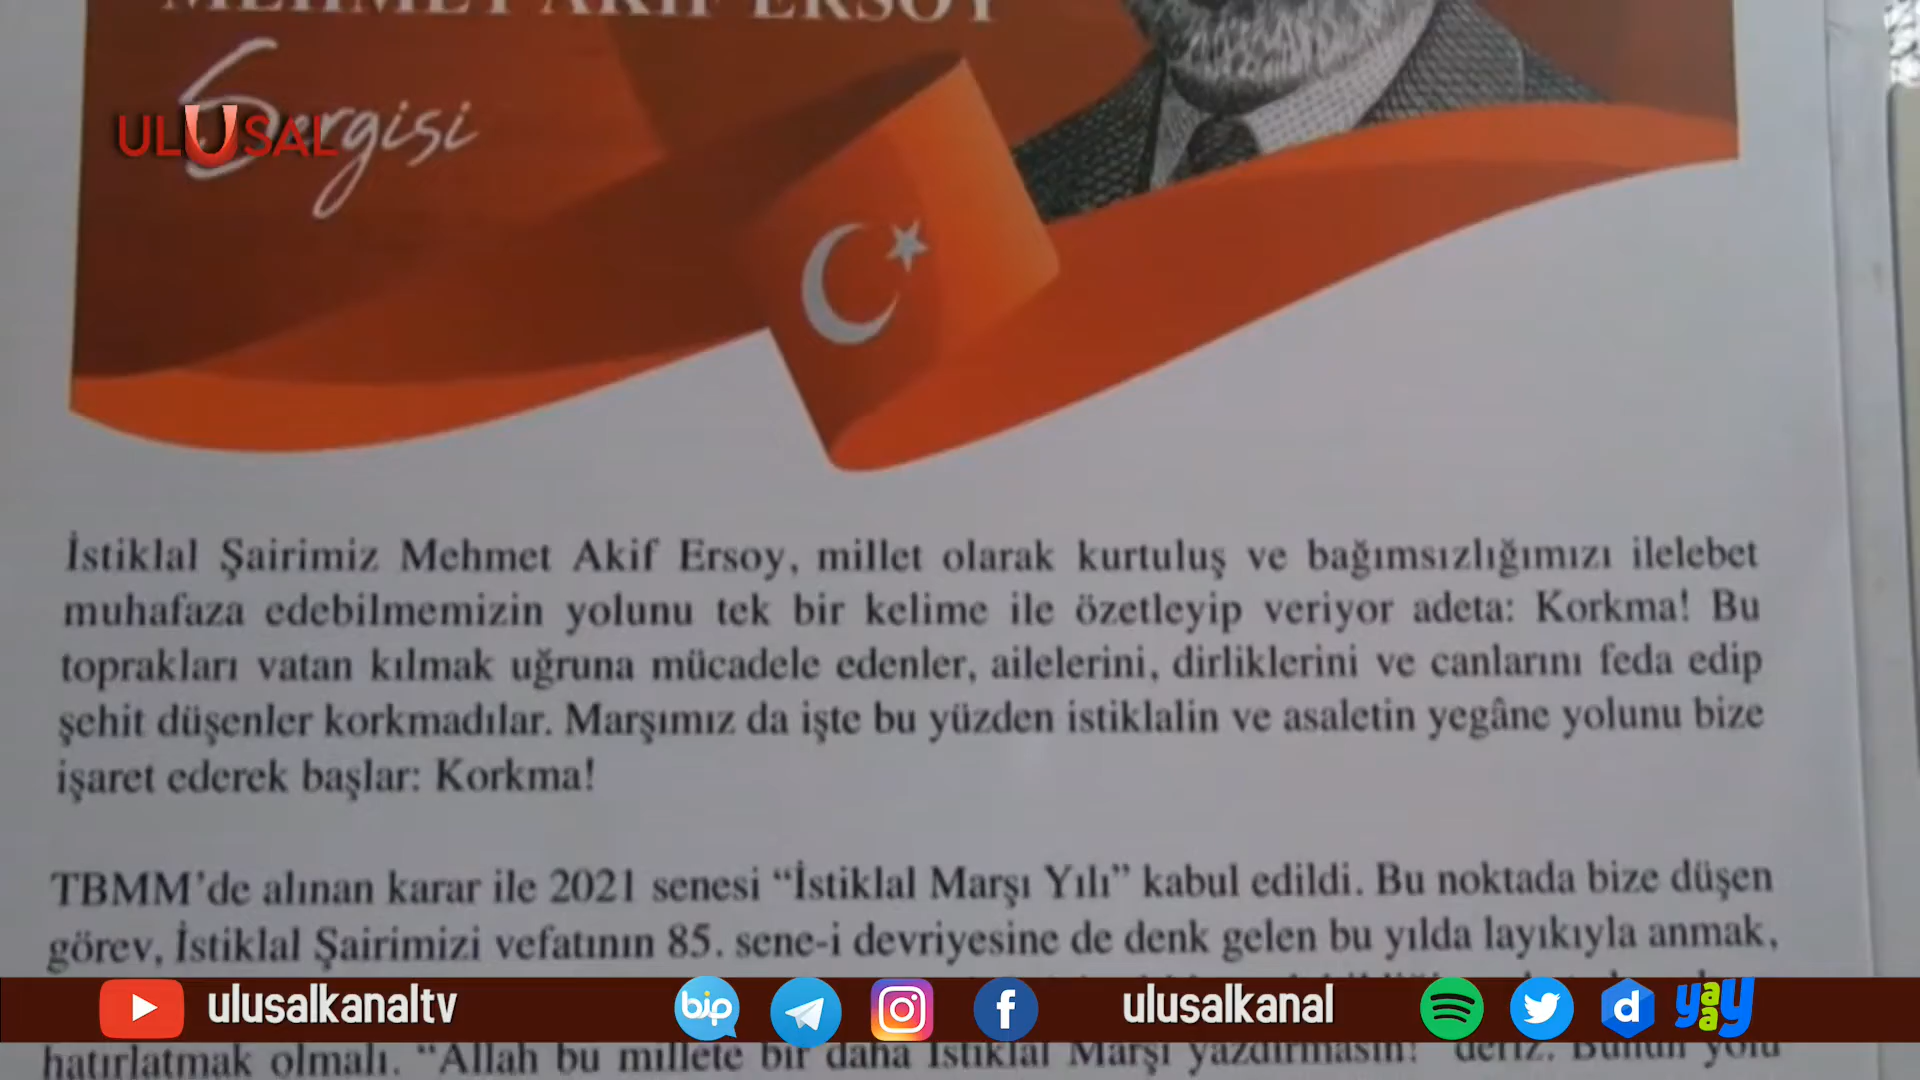 MEHMET AKİF ERSOY
Sergisi
ULUSAL
İstiklal Şairimiz Mehmet Akif Ersoy, millet olarak kurtuluş ve bağımsızlığımızı ilelebet
muhafaza edebilmemizin yolunu tek bir kelime ile özetleyip veriyor adeta: Korkma! Bu
toprakları vatan kılmak uğruna mücadele edenler, ailelerini, dirliklerini ve canlarını feda edip
şehit düşenler korkmadılar. Marşımız da işte bu yüzden istiklalin ve asaletin yegâne yolunu bize
işaret ederek başlar: Korkma!
TBMM’de alınan karar ile 2021 senesi “İstiklal Marşı Yılı” kabul edildi. Bu noktada bize düşen
görev, İstiklal Şairimizi vefatının 85. sene-i devriyesine de denk gelen bu yılda layıkıyla anmak,
ulusalkanaltv bip f ulusalkanal d yaay
hatırlatmak olmalı. “Allah bu millete bir daha İstiklal Marşı yazdırmasın!” deriz. Bunun yolu